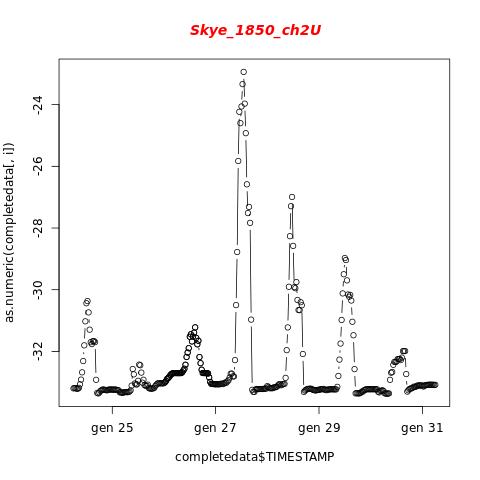 Skye_1850_ch2U
as.numeric(completedata[, i])
-24
-26
-28
-30
-32
gen 25
gen 27
gen 29
gen 31
completedata$TIMESTAMP